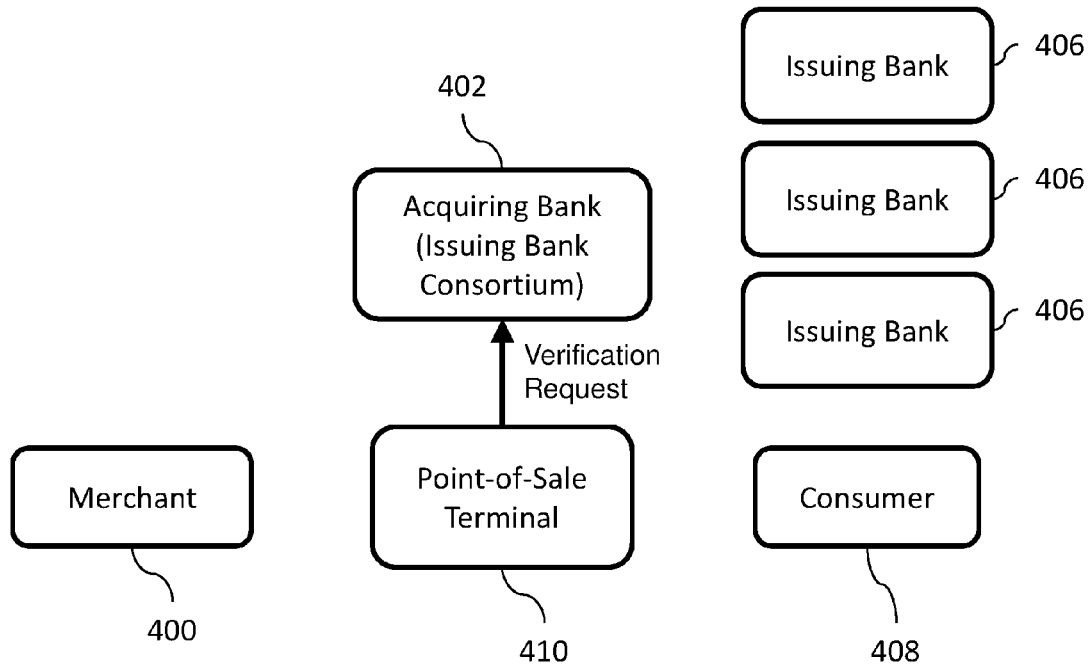 Issuing Bank
406
402
Issuing Bank
406
Acquiring Bank
(Issuing Bank
Consortium)
Issuing Bank
406
Verification
Request
Merchant
Point-of-Sale
Terminal
Consumer
400
410
408